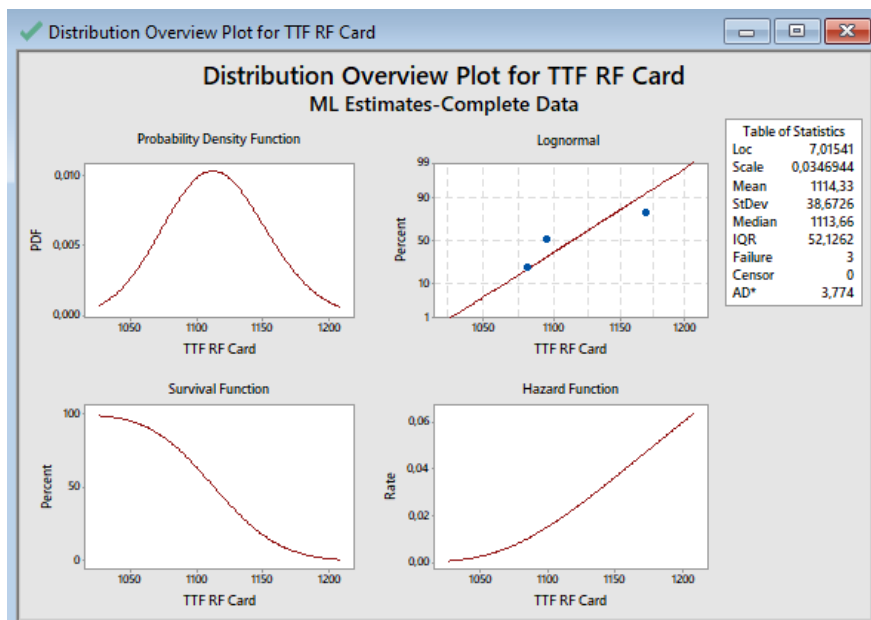 Distribution Overview Plot for TTF RF Card
Distribution Overview Plot for TTF RF Card
ML Estimates-Complete Data
Probability Density Function
0,010
0,005
0,000
PDF
1050 1100 1150 1200
TTF RF Card
Lognormal
99
90
50
10
1
Percent
1050 1100 1150 1200
TTF RF Card
Table of Statistics
Loc 7,01541
Scale 0,0346944
Mean 1114,33
StDev 38,6726
Median 1113,66
IQR 52,1262
Failure 3
Censor 0
AD* 3,774
Survival Function
100
50
0
Percent
1050 1100 1150 1200
TTF RF Card
Hazard Function
0,06
0,04
0,02
0,00
Rate
1050 1100 1150 1200
TTF RF Card